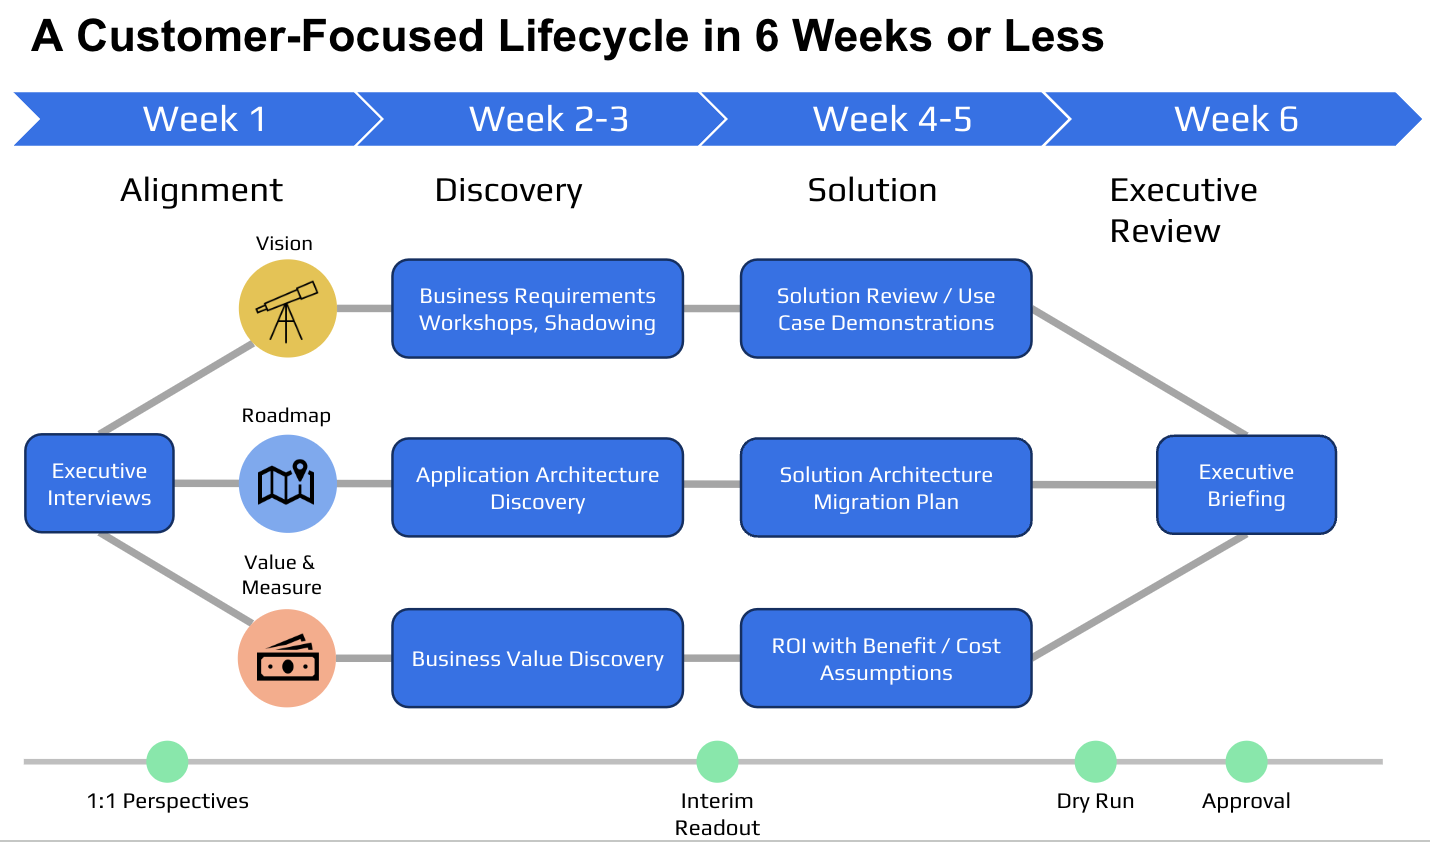 A Customer-Focused Lifecycle in 6 Weeks or Less
Week 1
Week 2-3
Week 4-5
Week 6
Alignment
Discovery
Solution
Executive
Review
Vision
Business Requirements
Workshops, Shadowing
Solution Review / Use
Case Demonstrations
Roadmap
Executive
Interviews
Application Architecture
Discovery
Solution Architecture
Migration Plan
Executive
Briefing
Value &
Measure
Business Value Discovery
ROI with Benefit / Cost
Assumptions
1:1 Perspectives
Interim
Readout
Dry Run
Approval